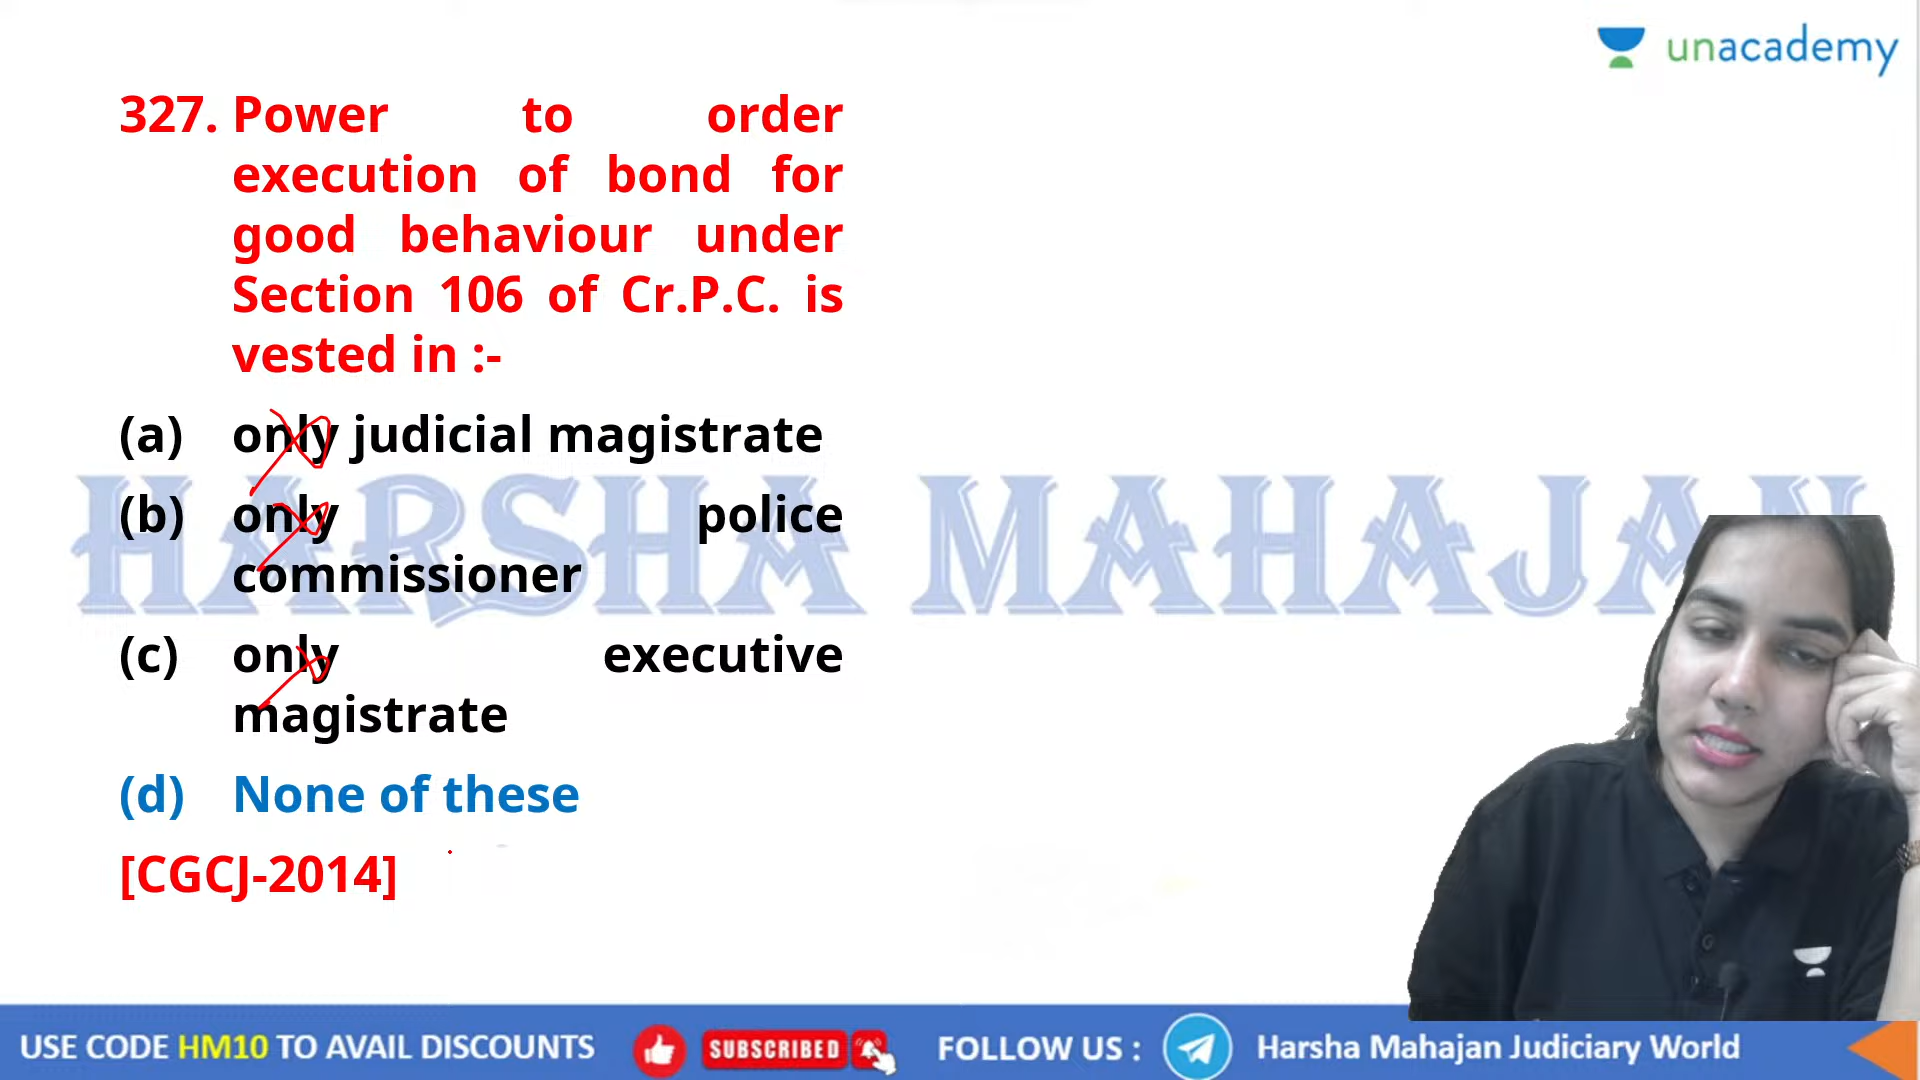 unacademy
327. Power to order
execution of bond for
good behaviour under
Section 106 of Cr.P.C. is
vested in :-
(a) only judicial magistrate
(b) only police
commissioner
(c) only executive
magistrate
(d) None of these
[CGCJ-2014]
HARSHA MAHAJAN
USE CODE HM10 TO AVAIL DISCOUNTS
SUBSCRIBED
FOLLOW US :
Harsha Mahajan Judiciary World